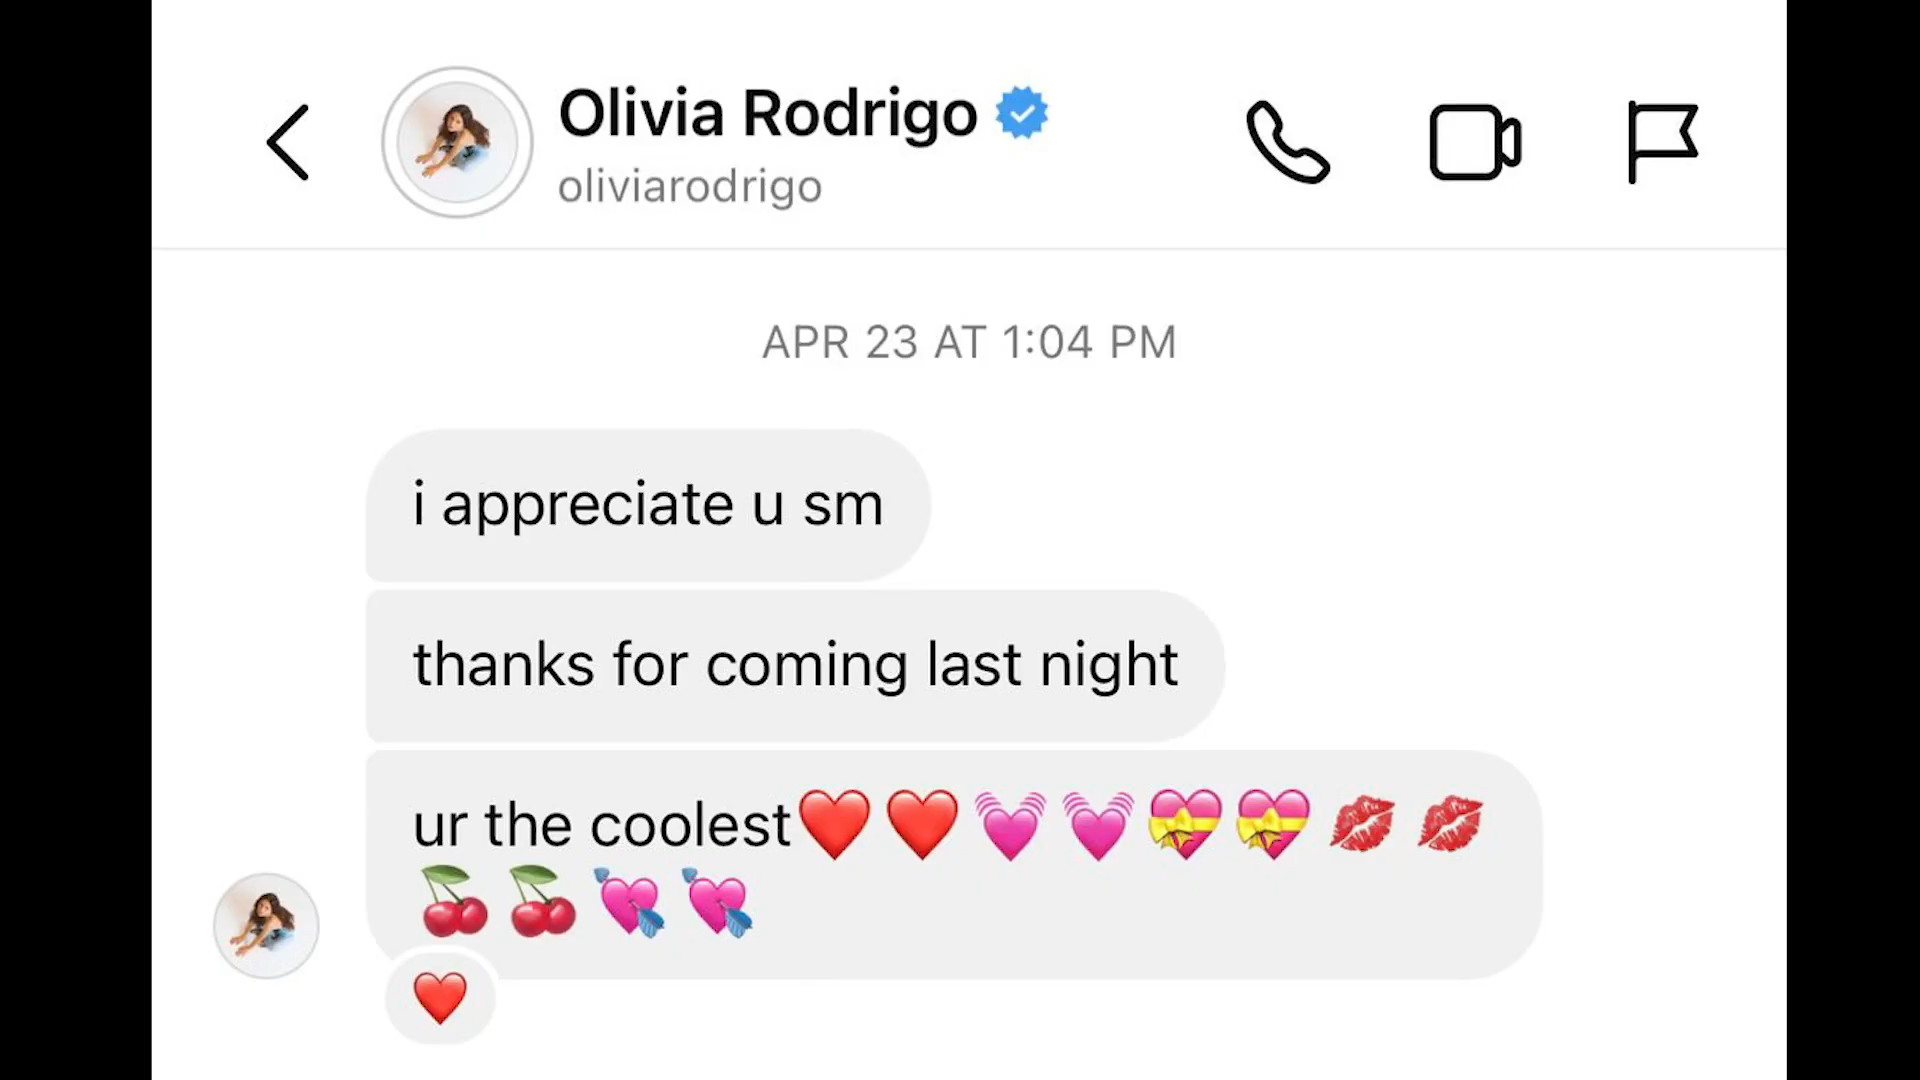 Olivia Rodrigo
oliviarodrigo
APR 23 AT 1:04 PM
i appreciate u sm
thanks for coming last night
ur the coolest❤️❤️💓💓💝💝💋💋
🍒🍒💘💘
❤️